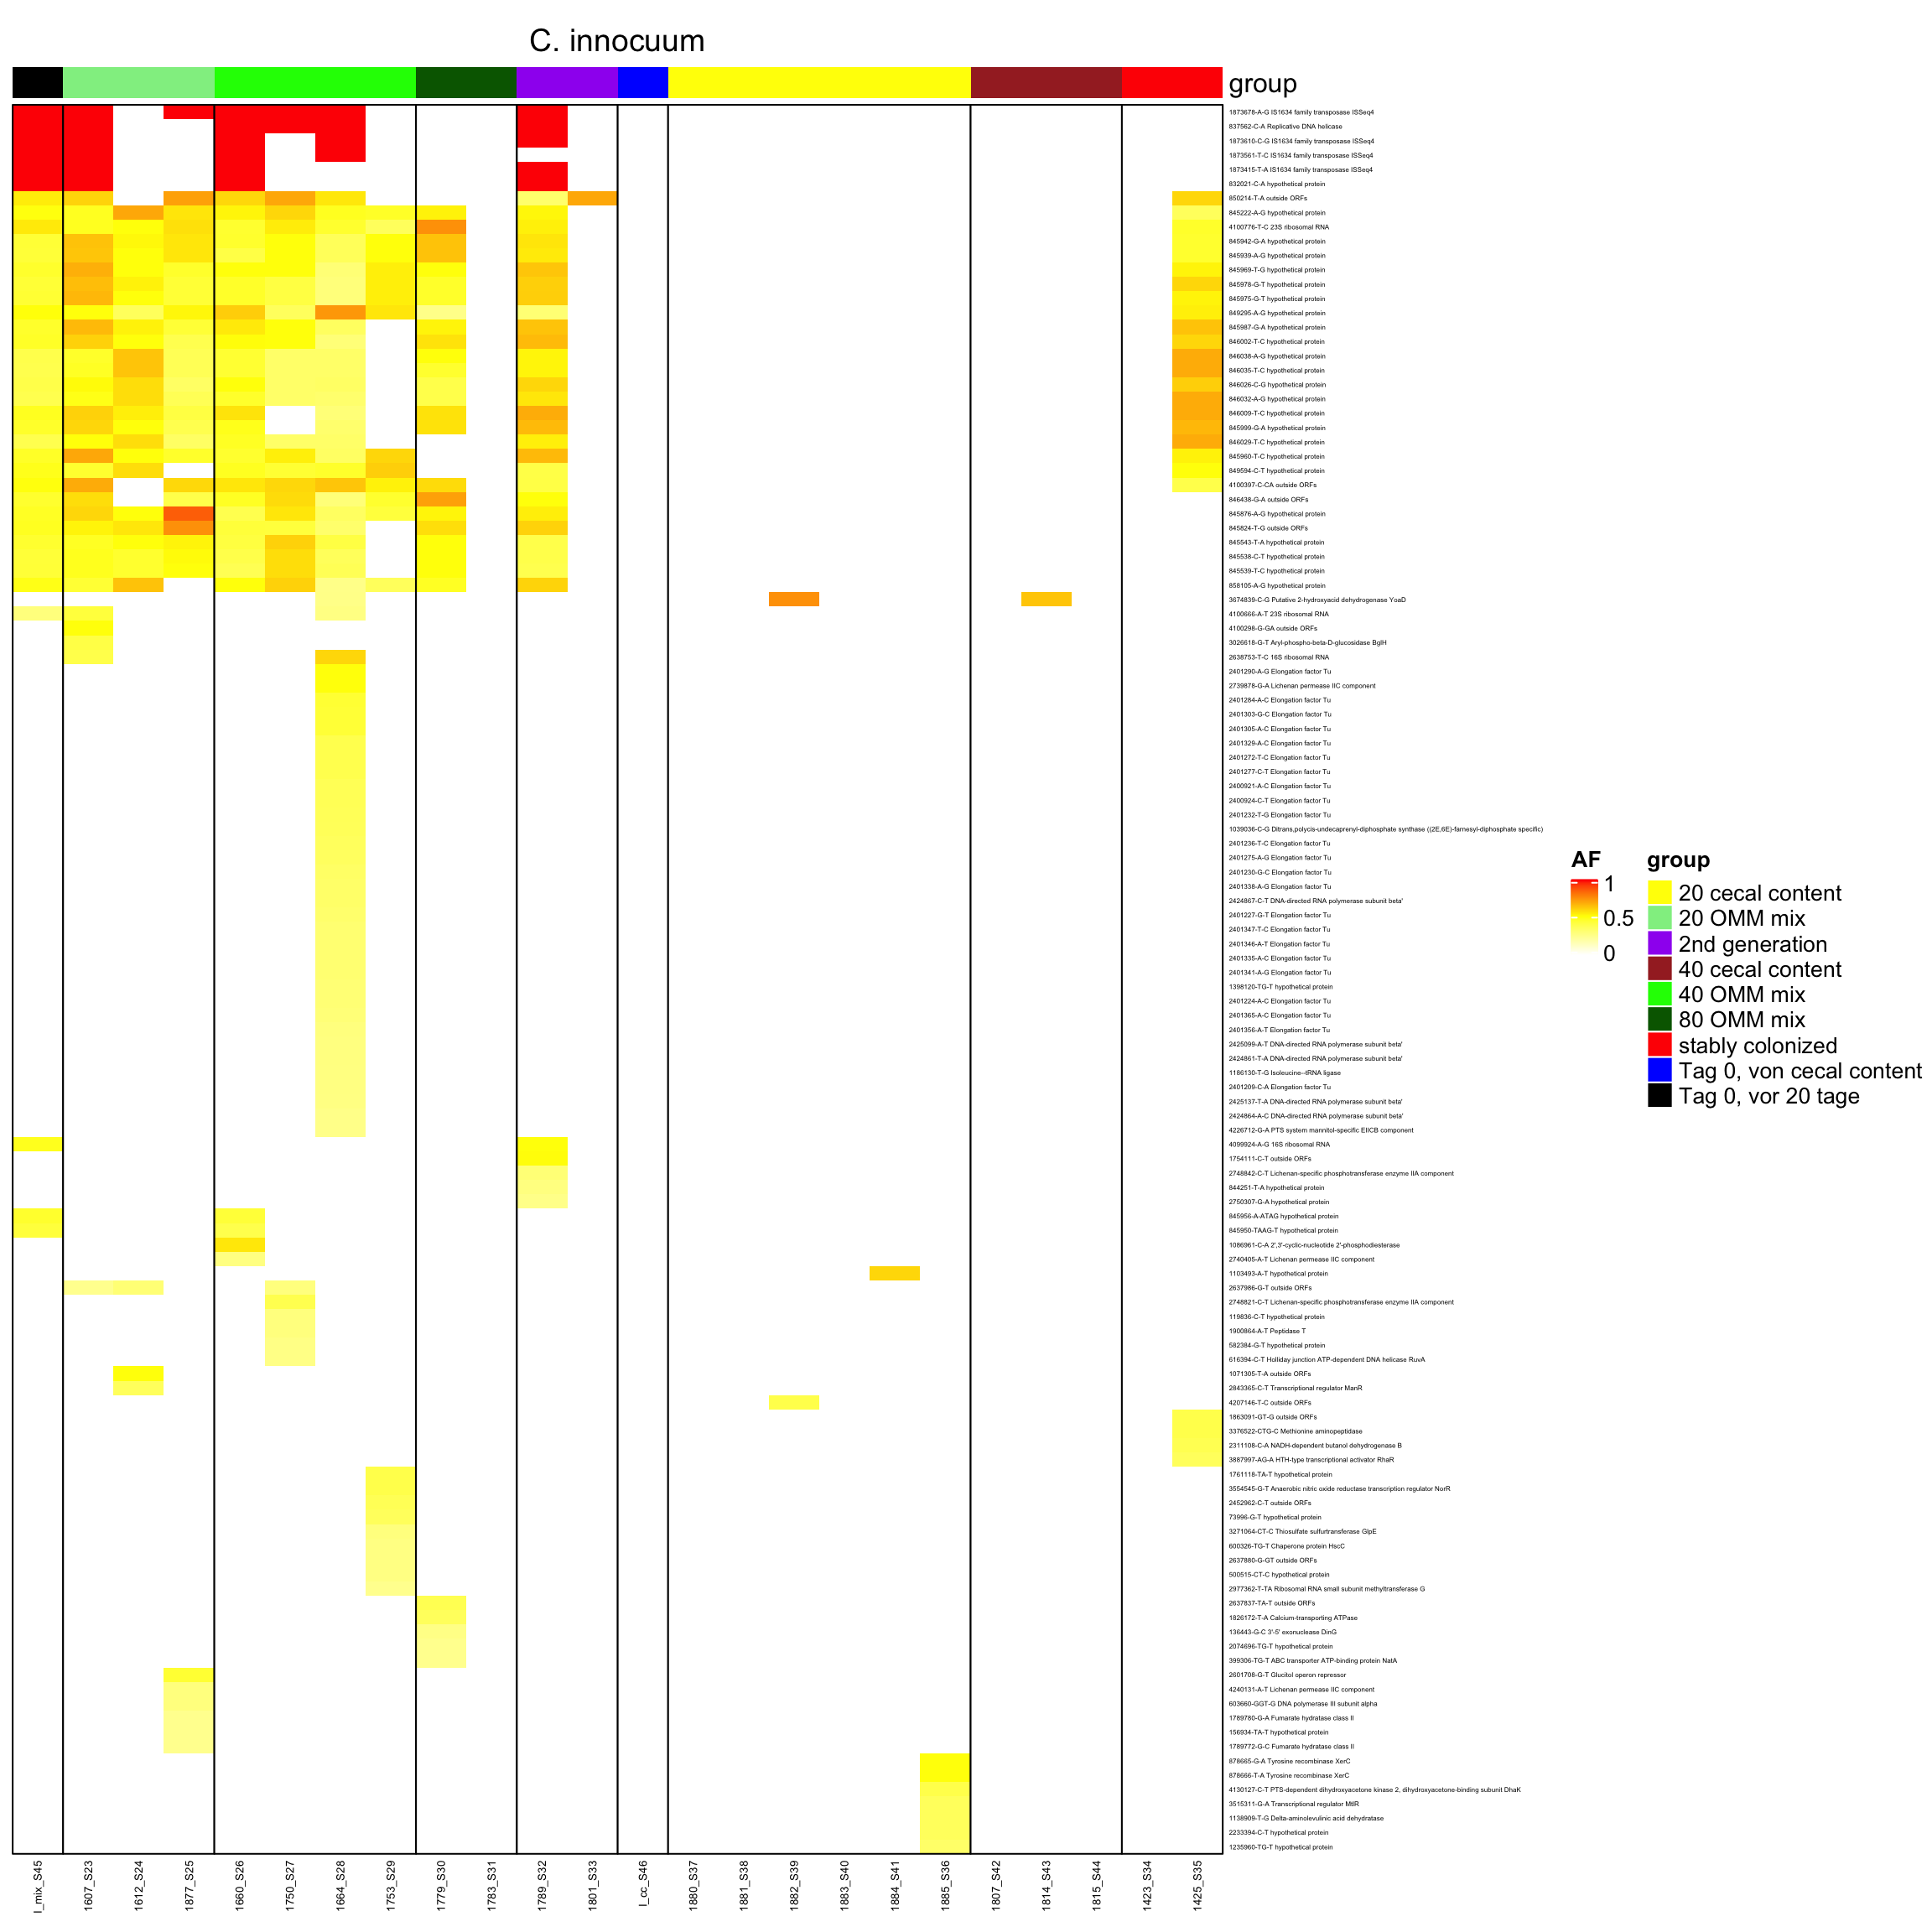 C. innocuum
group
1873678-A-G IS1634 family transposase ISSeq4
837562-C-A Replicative DNA helicase
1873610-C-G IS1634 family transposase ISSeq4
1873561-T-C IS1634 family transposase ISSeq4
1873415-T-A IS1634 family transposase ISSeq4
832021-C-A hypothetical protein
850214-T-A outside ORFs
845222-A-G hypothetical protein
4100776-T-C 23S ribosomal RNA
845942-G-A hypothetical protein
845939-A-G hypothetical protein
845969-T-G hypothetical protein
845978-G-T hypothetical protein
845975-G-T hypothetical protein
849295-A-G hypothetical protein
845987-G-A hypothetical protein
846002-T-C hypothetical protein
846038-A-G hypothetical protein
846035-T-C hypothetical protein
846026-C-G hypothetical protein
846032-A-G hypothetical protein
846009-T-C hypothetical protein
845999-G-A hypothetical protein
846029-T-C hypothetical protein
845960-T-C hypothetical protein
849594-C-T hypothetical protein
4100397-C-CA outside ORFs
846438-G-A outside ORFs
845876-A-G hypothetical protein
845824-T-G outside ORFs
845543-T-A hypothetical protein
845538-C-T hypothetical protein
845539-T-C hypothetical protein
858105-A-G hypothetical protein
3674839-C-G Putative 2-hydroxyacid dehydrogenase YoaD
4100666-A-T 23S ribosomal RNA
4100298-G-GA outside ORFs
3026618-G-T Aryl-phospho-beta-D-glucosidase BglH
2638753-T-C 16S ribosomal RNA
2401290-A-G Elongation factor Tu
2739878-G-A Lichenan permease IIC component
2401284-A-C Elongation factor Tu
2401303-G-C Elongation factor Tu
2401305-A-C Elongation factor Tu
2401329-A-C Elongation factor Tu
2401272-T-C Elongation factor Tu
2401277-C-T Elongation factor Tu
2400921-A-C Elongation factor Tu
2400924-C-T Elongation factor Tu
2401232-T-G Elongation factor Tu
1039036-C-G Ditrans,polycis-undecaprenyl-diphosphate synthase ((2E,6E)-farnesyl-diphosphate specific)
2401236-T-C Elongation factor Tu
2401275-A-G Elongation factor Tu
2401230-G-C Elongation factor Tu
2401338-A-G Elongation factor Tu
2424867-C-T DNA-directed RNA polymerase subunit beta'
2401227-G-T Elongation factor Tu
2401347-T-C Elongation factor Tu
2401346-A-T Elongation factor Tu
2401335-A-C Elongation factor Tu
2401341-A-G Elongation factor Tu
1398120-TG-T hypothetical protein
2401224-A-C Elongation factor Tu
2401365-A-C Elongation factor Tu
2401356-A-T Elongation factor Tu
2425099-A-T DNA-directed RNA polymerase subunit beta'
2424861-T-A DNA-directed RNA polymerase subunit beta'
1186130-T-G Isoleucine--tRNA ligase
2401209-C-A Elongation factor Tu
2425137-T-A DNA-directed RNA polymerase subunit beta'
2424864-A-C DNA-directed RNA polymerase subunit beta'
4226712-G-A PTS system mannitol-specific EIICB component
4099924-A-G 16S ribosomal RNA
1754111-C-T outside ORFs
2748842-C-T Lichenan-specific phosphotransferase enzyme IIA component
844251-T-A hypothetical protein
2750307-G-A hypothetical protein
845956-A-ATAG hypothetical protein
845950-TAAG-T hypothetical protein
1086961-C-A 2',3'-cyclic-nucleotide 2'-phosphodiesterase
2740405-A-T Lichenan permease IIC component
1103493-A-T hypothetical protein
2637986-G-T outside ORFs
2748821-C-T Lichenan-specific phosphotransferase enzyme IIA component
119836-C-T hypothetical protein
1900864-A-T Peptidase T
582384-G-T hypothetical protein
616394-C-T Holliday junction ATP-dependent DNA helicase RuvA
1071305-T-A outside ORFs
2843365-C-T Transcriptional regulator ManR
4207146-T-C outside ORFs
1863091-GT-G outside ORFs
3376522-CTG-C Methionine aminopeptidase
2311108-C-A NADH-dependent butanol dehydrogenase B
3887997-AG-A HTH-type transcriptional activator RhaR
1761118-TA-T hypothetical protein
3554545-G-T Anaerobic nitric oxide reductase transcription regulator NorR
2452962-C-T outside ORFs
73996-G-T hypothetical protein
3271064-CT-C Thiosulfate sulfurtransferase GlpE
600326-TG-T Chaperone protein HscC
2637880-G-GT outside ORFs
500515-CT-C hypothetical protein
2977362-T-TA Ribosomal RNA small subunit methyltransferase G
2637837-TA-T outside ORFs
1826172-T-A Calcium-transporting ATPase
136443-G-C 3'-5' exonuclease DinG
2074696-TG-T hypothetical protein
399306-TG-T ABC transporter ATP-binding protein NatA
2601708-G-T Glucitol operon repressor
4240131-A-T Lichenan permease IIC component
603660-GGT-G DNA polymerase III subunit alpha
1789780-G-A Fumarate hydratase class II
156934-TA-T hypothetical protein
1789772-G-C Fumarate hydratase class II
878665-G-A Tyrosine recombinase XerC
878666-T-A Tyrosine recombinase XerC
4130127-C-T PTS-dependent dihydroxyacetone kinase 2, dihydroxyacetone-binding subunit DhaK
3515311-G-A Transcriptional regulator MtlR
1138909-T-G Delta-aminolevulinic acid dehydratase
2233394-C-T hypothetical protein
1235960-TG-T hypothetical protein
AF
1
0.5
0
group
20 cecal content
20 OMM mix
2nd generation
40 cecal content
40 OMM mix
80 OMM mix
stably colonized
Tag 0, von cecal content
Tag 0, vor 20 tage
I_mix_S45
1607_S23
1612_S24
1877_S25
1660_S26
1750_S27
1664_S28
1753_S29
1779_S30
1783_S31
1789_S32
1801_S33
I_cc_S46
1880_S37
1881_S38
1882_S39
1883_S40
1884_S41
1885_S36
1807_S42
1814_S43
1815_S44
1423_S34
1425_S35